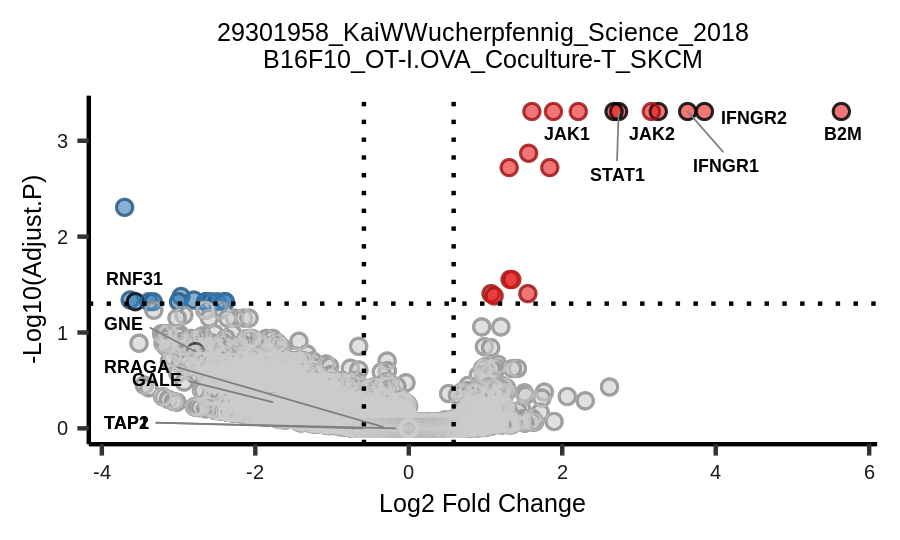 29301958_KaiWWucherpfennig_Science_2018
B16F10_OT-I.OVA_Coculture-T_SKCM
-Log10(Adjust.P)
3
2
1
0
IFNGR2
JAK1
JAK2
B2M
STAT1
IFNGR1
RNF31
GNE
RRAGA
GALE
-4
-2
0
2
4
6
Log2 Fold Change